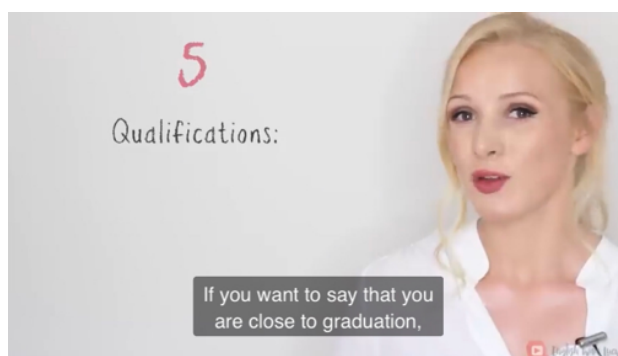 5
Qualifications:
If you want to say that you
are close to graduation,